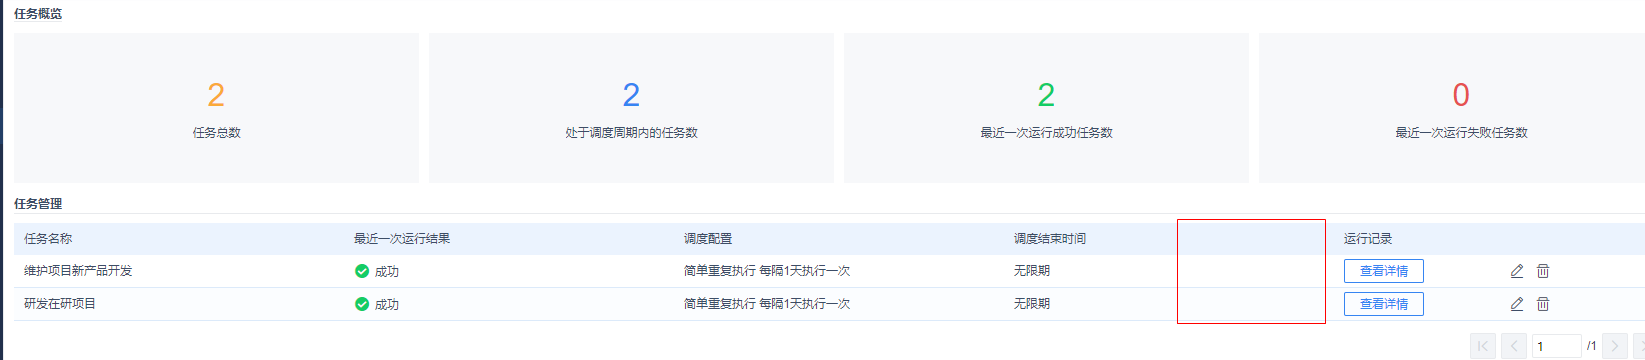 任务概览
2
任务总数
2
处于调度周期内的任务数
2
最近一次运行成功任务数
0
最近一次运行失败任务数
任务管理
任务名称 最近一次运行结果 调度配置 调度结束时间 运行记录
维护项目新产品开发 成功 简单重复执行 每隔1天执行一次 无限期 查看详情
研发在研项目 成功 简单重复执行 每隔1天执行一次 无限期 查看详情
1 /1